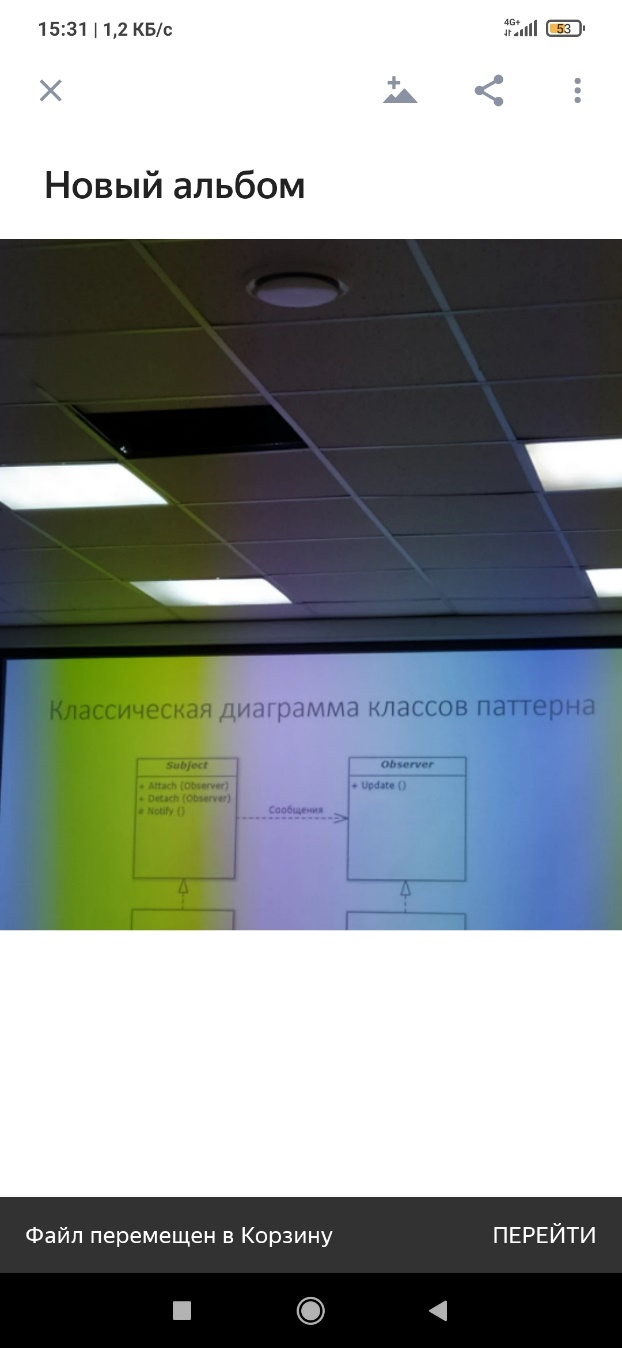 15:31 | 1,2 КБ/с
4G+
53
Новый альбом
Классическая диаграмма классов паттерна
Subject
+ Attach (Observer)
+ Detach (Observer)
# Notify ()
Сообщения
Observer
+ Update ()
Файл перемещен в Корзину
ПЕРЕЙТИ